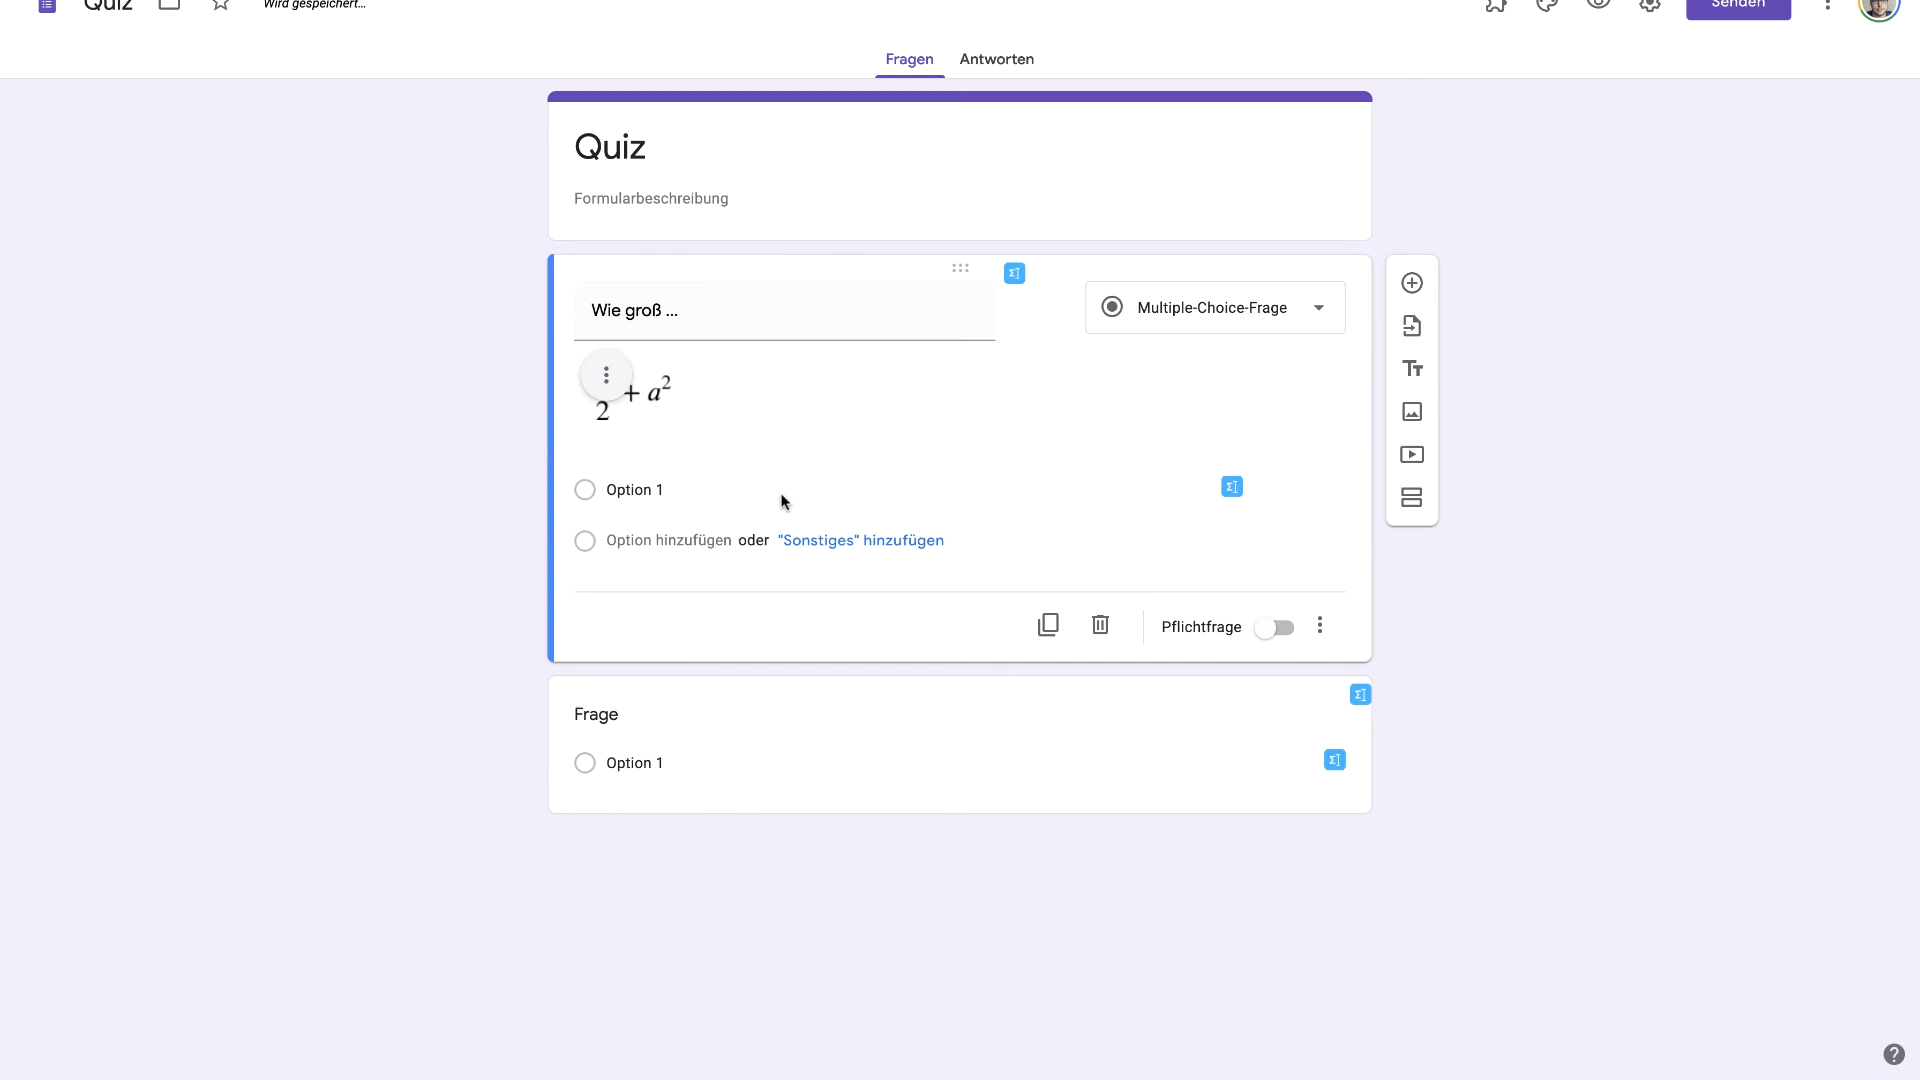 Quiz
Wird gespeichert...
Senden
Fragen
Antworten
Quiz
Formularbeschreibung
Wie groß ...
Multiple-Choice-Frage
2 + a²
Option 1
Option hinzufügen oder "Sonstiges" hinzufügen
Pflichtfrage
Frage
Option 1